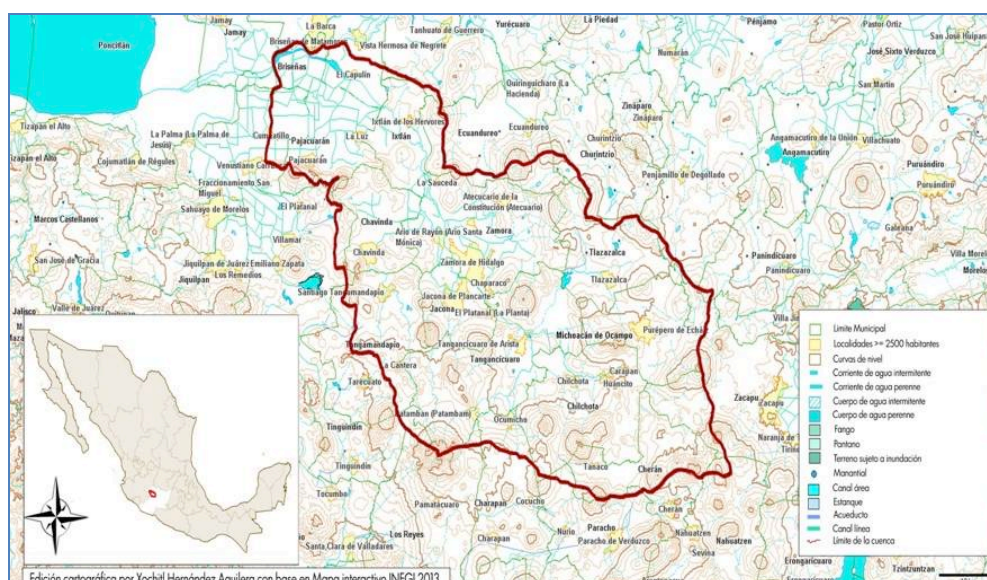 Poncitlán
Jamay
Jamay
La Barca
Briseñas de Matamoros
Vista Hermosa de Negrete
Tanhuato de Guerrero
Yurécuaro
La Piedad
Numarán
Pénjamo
Pastor Ortiz
José Sixto Verduzco
San Martín
Briseñas
El Capulín
Quiringüicharo (La
Hacienda)
Zináparo
Zináparo
Tizapán el Alto
Tizapán el Alto
La Palma (La Palma de
Jesús)
Cojumatlán de Régules
Cumuatillo
Pajacuarán
Pajacuarán
La Luz
Ixtlán de los Hervores
Ixtlán
Ecuandureo
Ecuandureo
Churintzio
Churintzio
Angamacutiro de la Unión
Angamacutiro
Villachuato
Puruándiro
Puruándiro
Venustiano
Fraccionamiento San
Miguel
Sahuayo de Morelos
El Platanal
La Sauceda
Atecucario de la
Constitución (Atecuario)
Penjamillo de Degollado
Marcos Castellanos
Villamar
Chavinda
Chavinda
Ario de Rayón (Ario Santa
Mónica)
Zamora
Tlazazalca
Tlazazalca
Panindícuaro
Panindícuaro
Galeana
San José de Gracia
Jiquilpan de Juárez
Emiliano Zapata
Los Remedios
Jiquilpan
Zamora de Hidalgo
Chaparaco
Jacona de Plancarte
Jacona
El Platanal (La Planta)
Valle de Juárez
Jalisco
Santiago Tangamandapio
Tangamandapio
Michoacán de Ocampo
Purépero de
Tangancícuaro de Arista
Tangancícuaro
La Cantera
Tarécuato
Carapan
Huáncito
Chilchota
Chilchota
Zacapu
Zacapu
Patamban (Patambam)
Ocumicho
Tingüindín
Tingüindín
Tanaco
Cherán
Cherán
Tocumbo
Pamatácuaro
Charapan
Charapan
Cocucho
Nurio
Paracho
Paracho de Verduzco
Nahuatzen
Nahuatzen
Sevina
Los Reyes
Santa Clara de Valladares
Erongarícuaro
Tzintzuntzan
Límite Municipal
Localidades >= 2500 habitantes
Curvas de nivel
Corriente de agua intermitente
Corriente de agua perenne
Cuerpo de agua intermitente
Cuerpo de agua perenne
Fango
Pantano
Terreno sujeto a inundación
Manantial
Canal área
Estanque
Acueducto
Canal línea
Límite de la cuenca
Edición cartográfica por Xochitl Hernández Aguilera con base en Mapa interactivo INEGI 2013